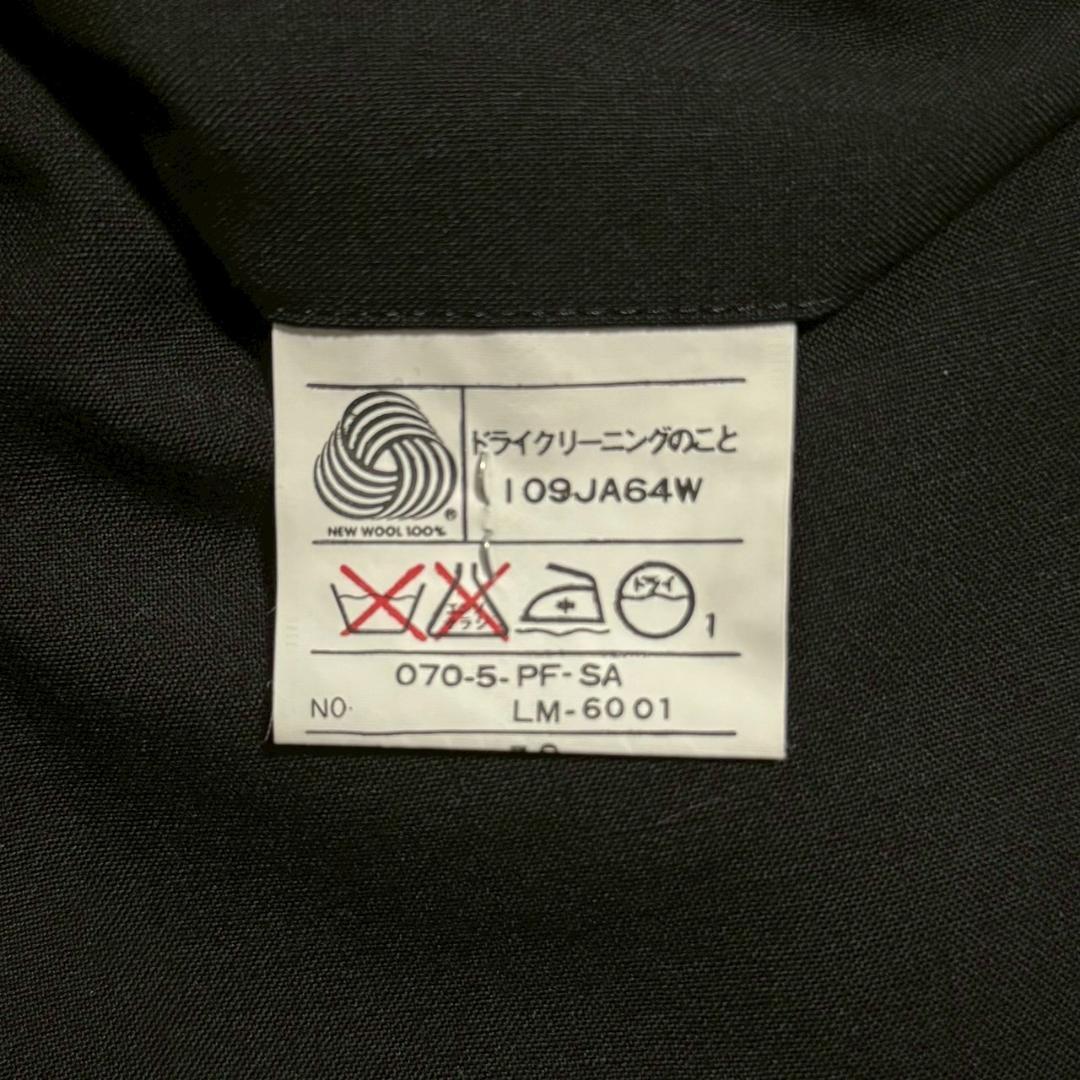 ドライクリーニングのこと
109JA64W
®
NEW WOOL 100%
エンソ
サラシ
中
ドライ
1
070-5-PF-SA
NO.
LM-6001